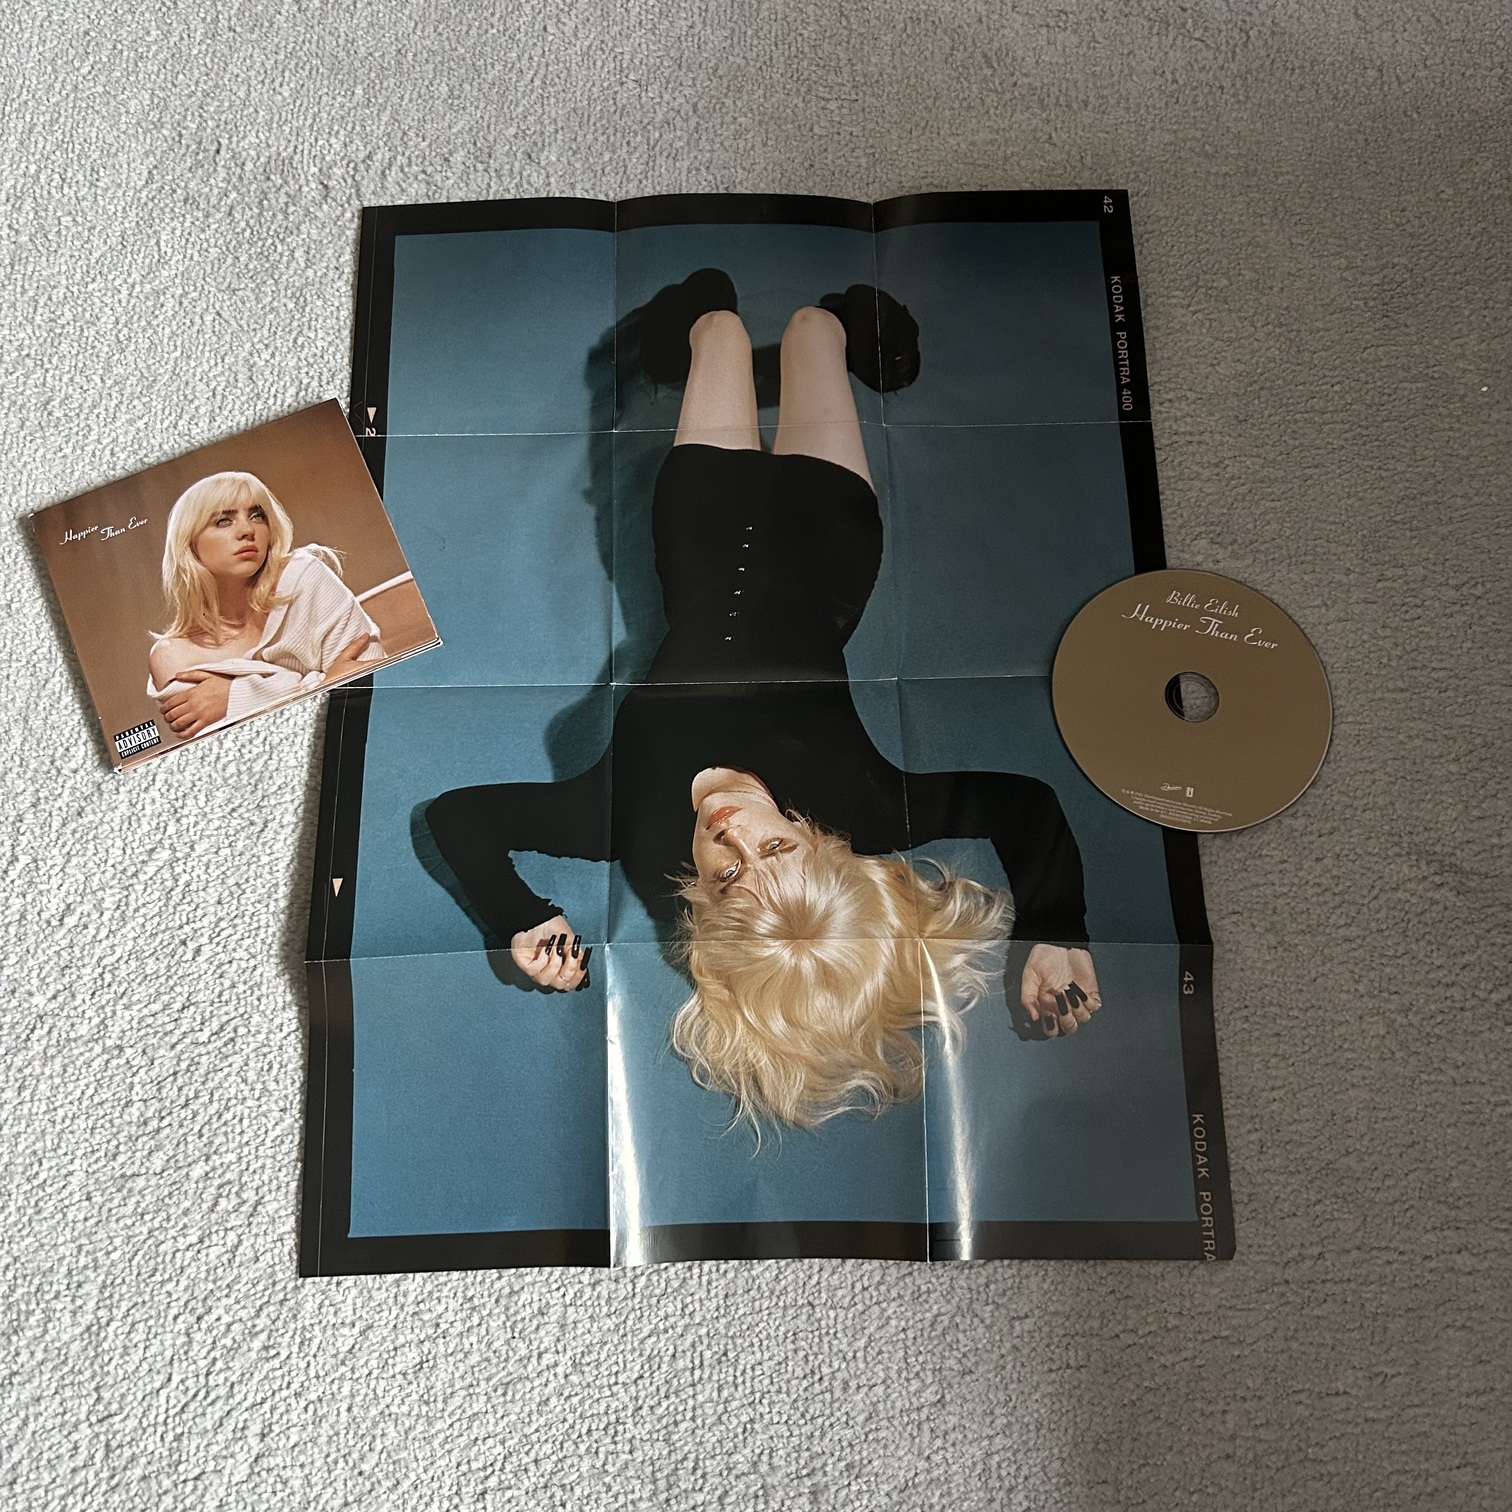 42
KODAK PORTRA 400
2
Happier Than Ever
PARENTAL
ADVISORY
EXPLICIT CONTENT
Billie Eilish
Happier Than Ever
43
KODAK PORTRA